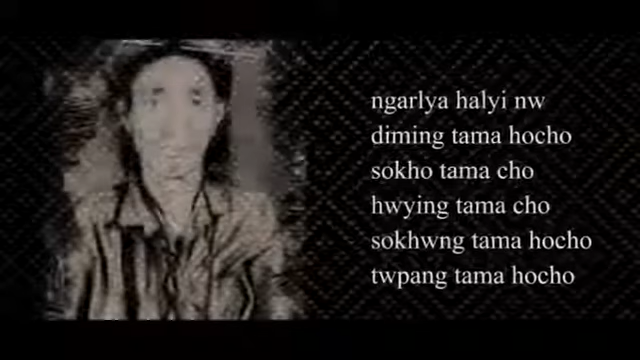 ngarlya halyi nw
diming tama hocho
sokho tama cho
hwying tama cho
sokhwng tama hocho
twpang tama hocho